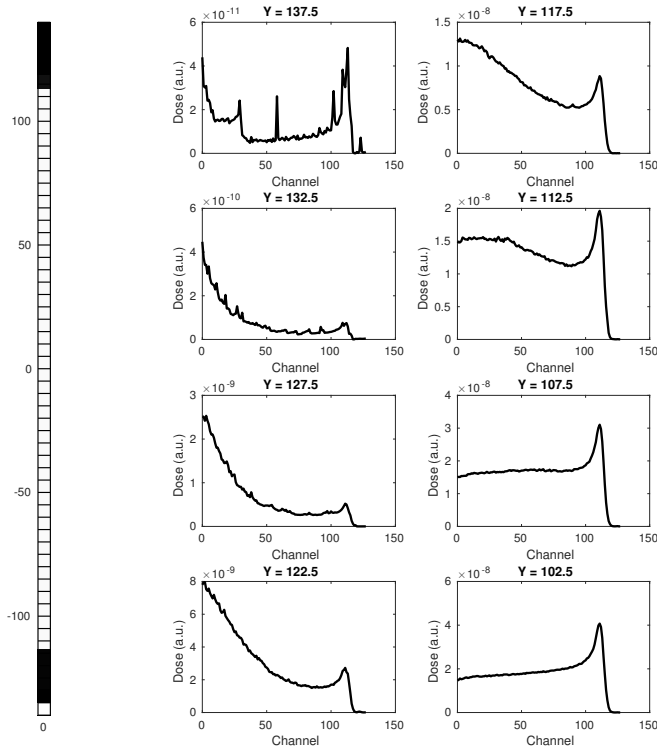 100
50
0
-50
-100
0
Y = 137.5
×10 -11
Dose (a.u.)
6
4
2
0
0 50 100 150
Channel
Y = 132.5
×10 -10
Dose (a.u.)
6
4
2
0
0 50 100 150
Channel
Y = 127.5
×10 -9
Dose (a.u.)
3
2
1
0
0 50 100 150
Channel
Y = 122.5
×10 -9
Dose (a.u.)
8
6
4
2
0
0 50 100 150
Channel
Y = 117.5
×10 -8
Dose (a.u.)
1.5
1
0.5
0
0 50 100 150
Channel
Y = 112.5
×10 -8
Dose (a.u.)
2
1.5
1
0.5
0
0 50 100 150
Channel
Y = 107.5
×10 -8
Dose (a.u.)
4
3
2
1
0
0 50 100 150
Channel
Y = 102.5
×10 -8
Dose (a.u.)
6
4
2
0
0 50 100 150
Channel